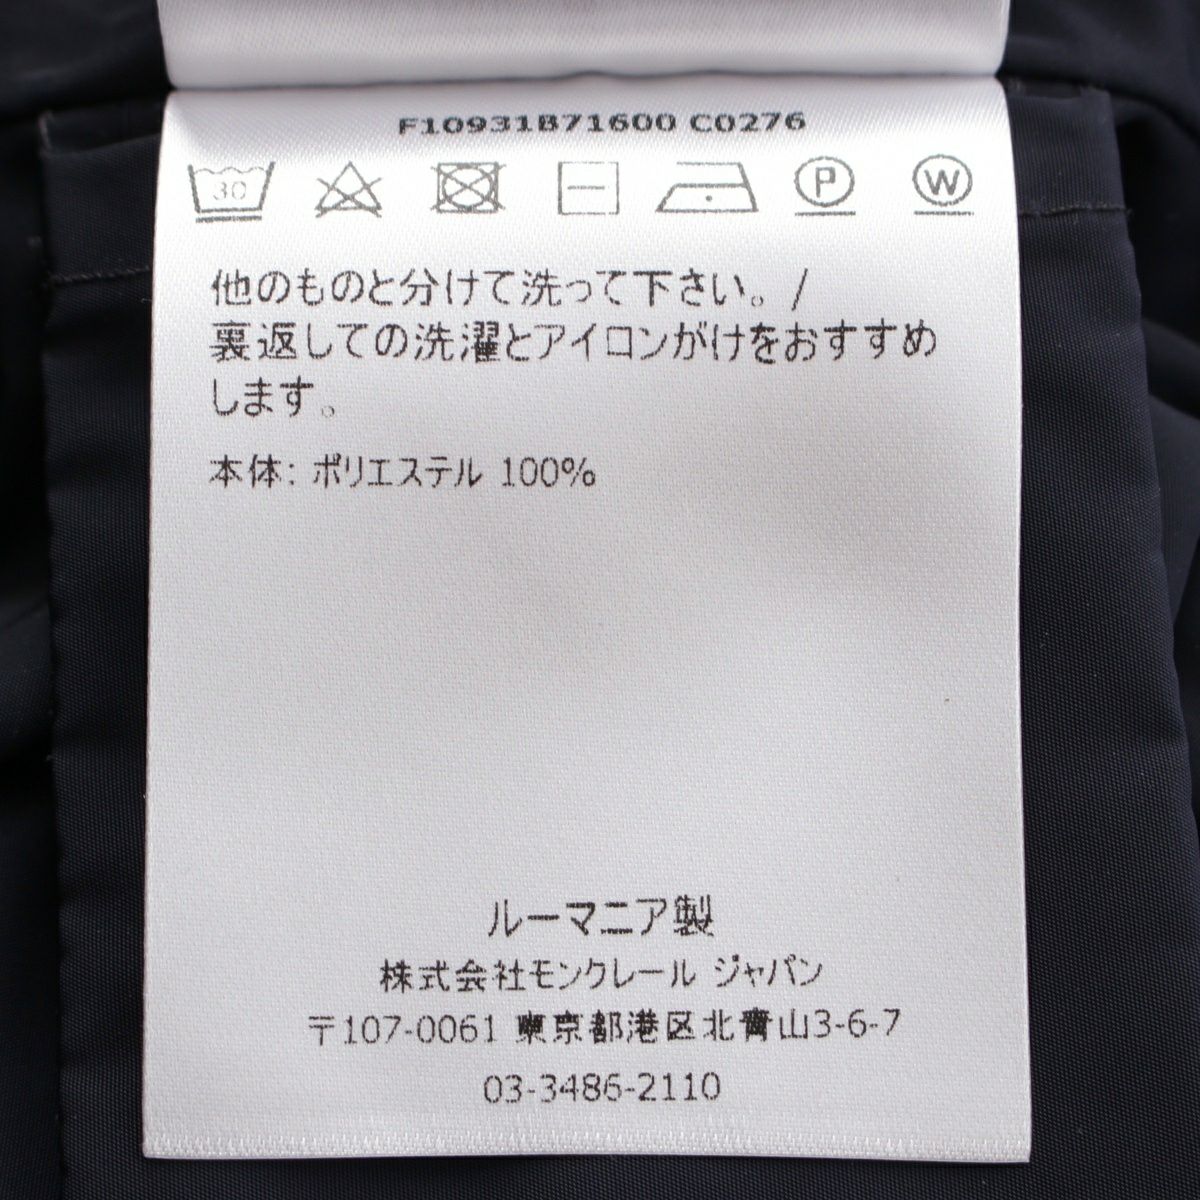 F10931B71600 C0276
30 P W
他のものと分けて洗って下さい。/
裏返しての洗濯とアイロンがけをおすすめ
します。
本体: ポリエステル 100%
ルーマニア製
株式会社モンクレール ジャパン
〒107-0061 東京都港区北青山3-6-7
03-3486-2110